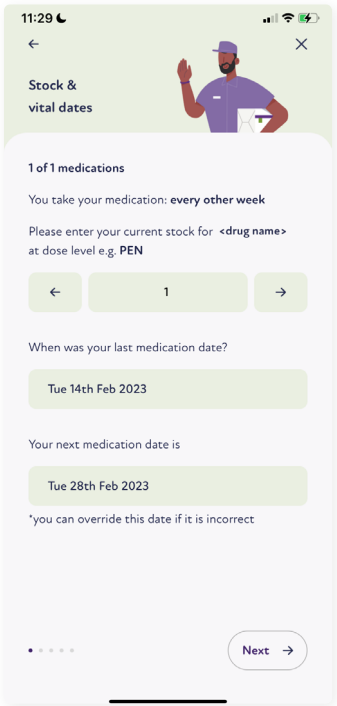 11:29
Stock &
vital dates
1 of 1 medications
You take your medication: every other week
Please enter your current stock for <drug name>
at dose level e.g. PEN
1
When was your last medication date?
Tue 14th Feb 2023
Your next medication date is
Tue 28th Feb 2023
*you can override this date if it is incorrect
Next